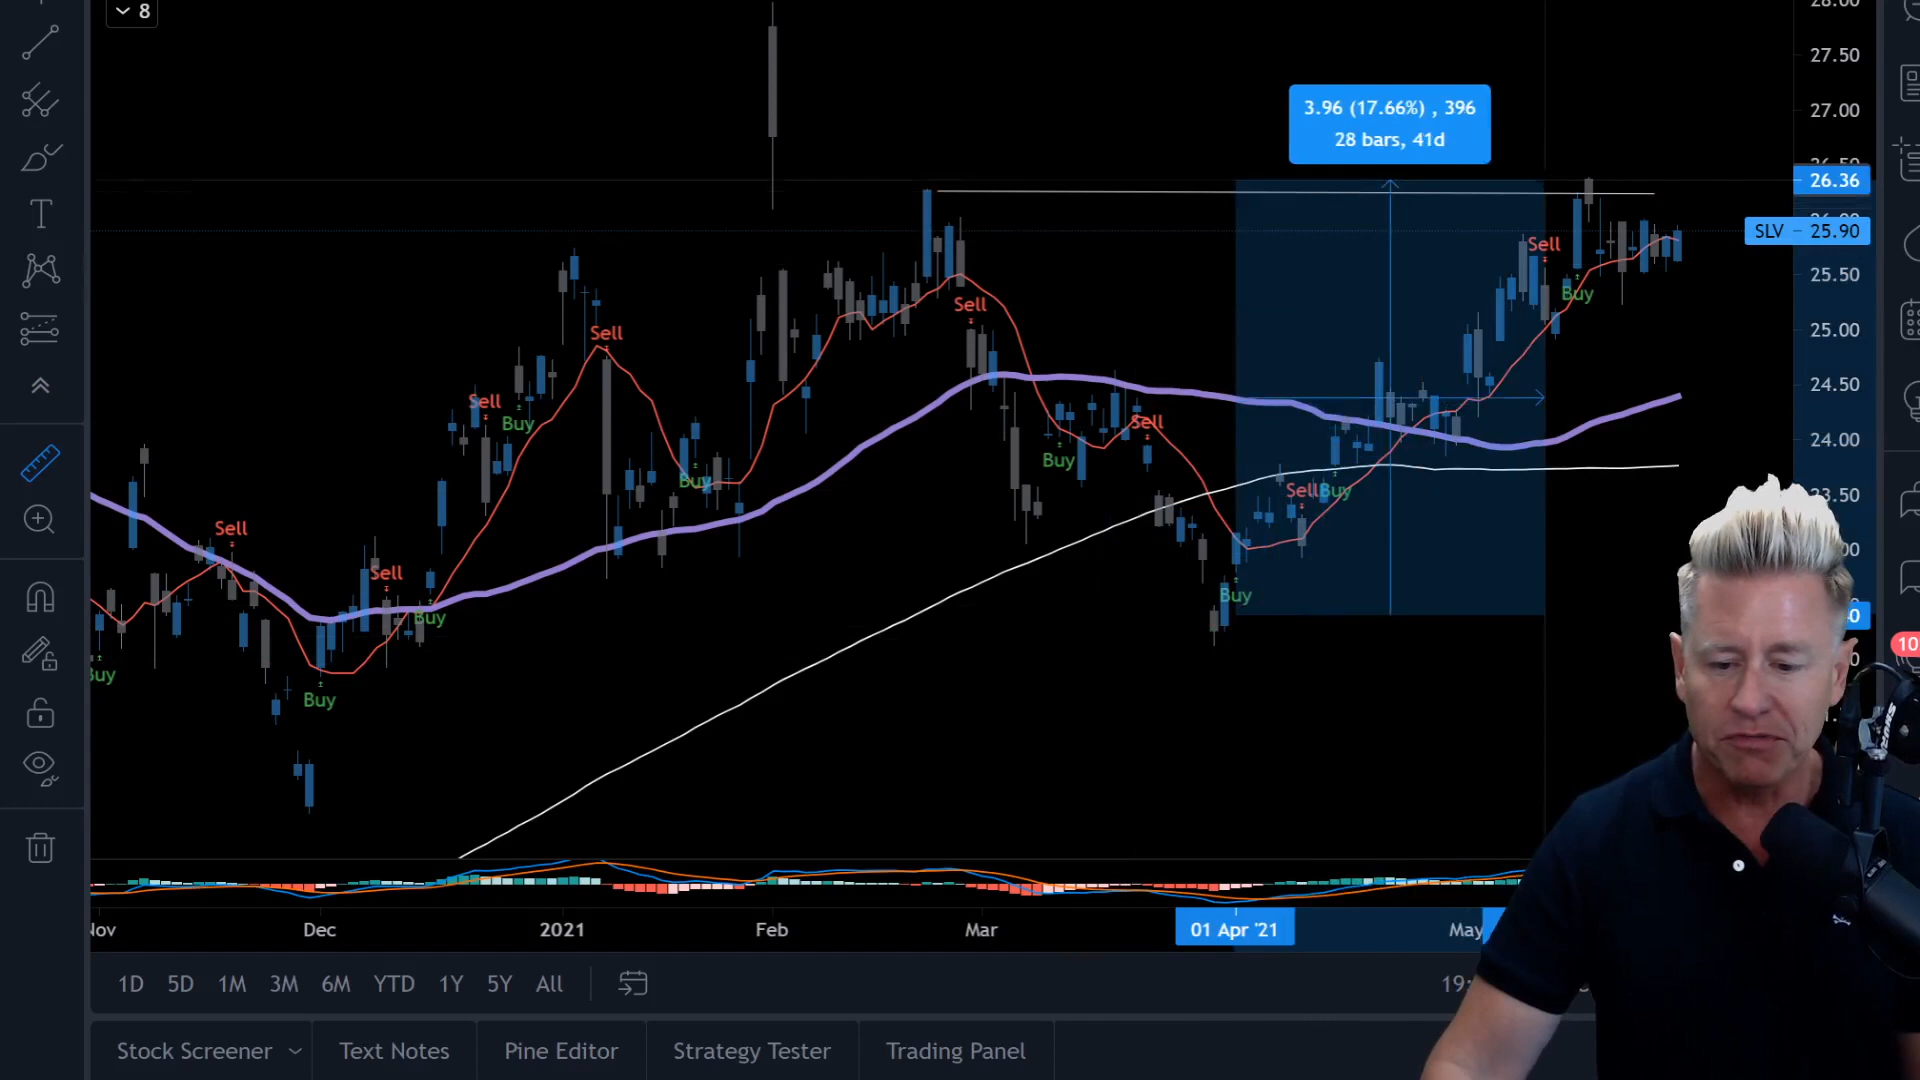 8
28.00
27.50
27.00
26.50
26.36
26.00
SLV – 25.90
25.50
25.00
24.50
24.00
23.50
3.96 (17.66%) , 396
28 bars, 41d
Sell
Buy
Sell
Buy
Sell
Buy
Sell
Sell
Buy
Buy
Sell
Sell
Buy
Sell
Buy
Buy
Sell
Buy
Buy
10
SHURE
Nov
Dec
2021
Feb
Mar
01 Apr '21
May
1D 5D 1M 3M 6M YTD 1Y 5Y All
19:
Stock Screener Text Notes Pine Editor Strategy Tester Trading Panel